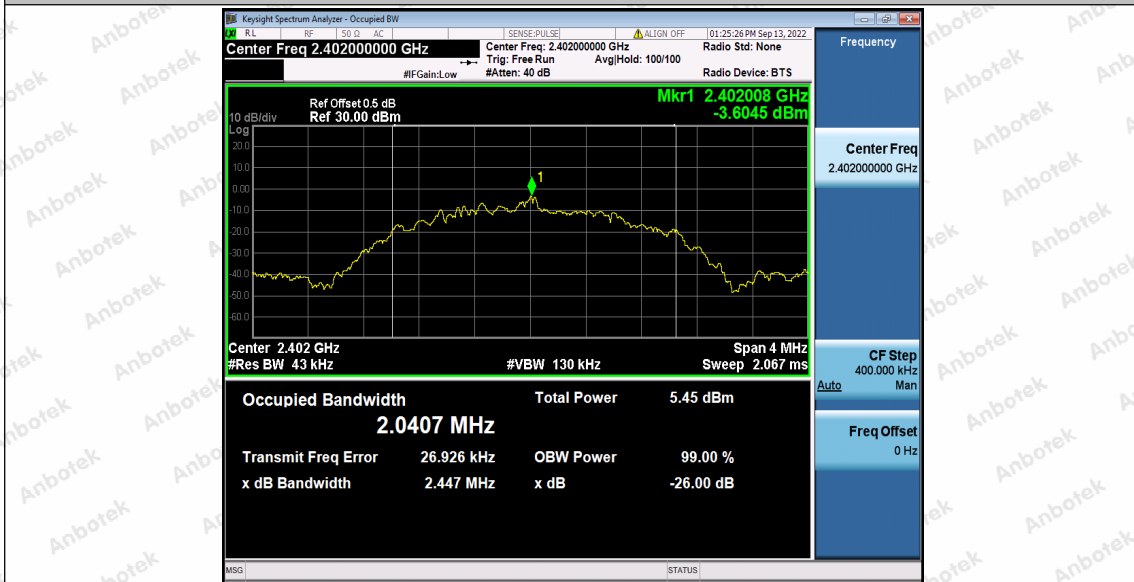 Keysight Spectrum Analyzer - Occupied BW
LXI RL RF 50 Ω AC SENSE:PULSE ALIGN OFF 01:25:26 PM Sep 13, 2022
Center Freq 2.402000000 GHz
Center Freq: 2.402000000 GHz Radio Std: None
Trig: Free Run Avg|Hold: 100/100
#IFGain:Low #Atten: 40 dB Radio Device: BTS
Frequency
Mkr1 2.402008 GHz
-3.6045 dBm
Ref Offset 0.5 dB
10 dB/div Ref 30.00 dBm
Log
20.0
10.0
0.00
-10.0
-20.0
-30.0
-40.0
-50.0
-60.0
1
Center Freq
2.402000000 GHz
Center 2.402 GHz Span 4 MHz
#Res BW 43 kHz #VBW 130 kHz Sweep 2.067 ms
CF Step
400.000 kHz
Auto Man
Occupied Bandwidth Total Power 5.45 dBm
2.0407 MHz
Freq Offset
0 Hz
Transmit Freq Error 26.926 kHz OBW Power 99.00 %
x dB Bandwidth 2.447 MHz x dB -26.00 dB
MSG STATUS
Anbotek